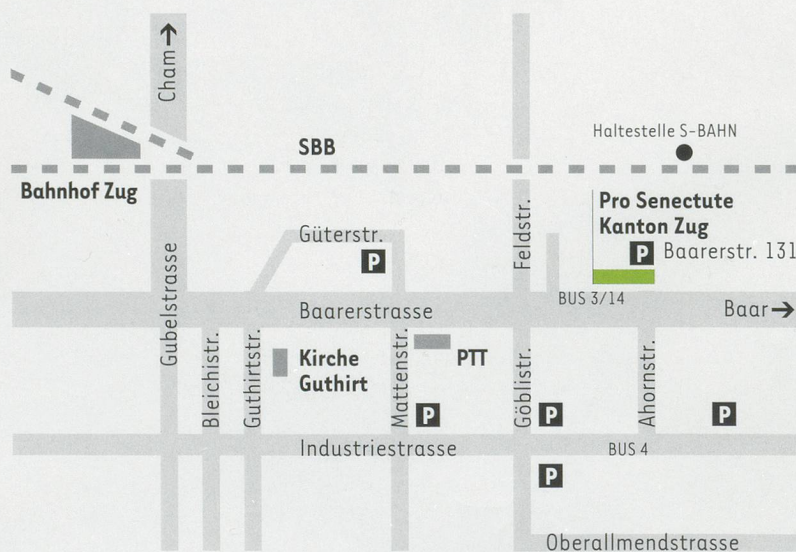 Cham ↑
Haltestelle S-BAHN
SBB
Bahnhof Zug
Pro Senectute
Kanton Zug
P Baarerstr. 131
Feldstr.
Güterstr.
P
Gubelstrasse
BUS 3/14
Baarerstrasse
Baar →
Bleichistr.
Guthirtstr.
Kirche
Guthirt
Mattenstr.
PTT
Göblistr.
Ahornstr.
P
P
P
Industriestrasse
BUS 4
P
Oberallmendstrasse